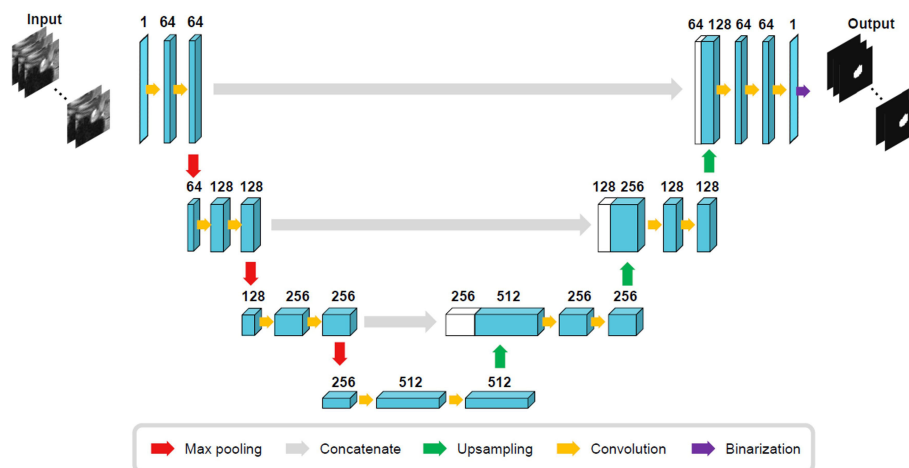 Input
1 64 64
64 128 64 64 1
Output
64 128 128
128 256 128 128
128 256 256
256 512 256 256
256 512 512
Max pooling Concatenate Upsampling Convolution Binarization